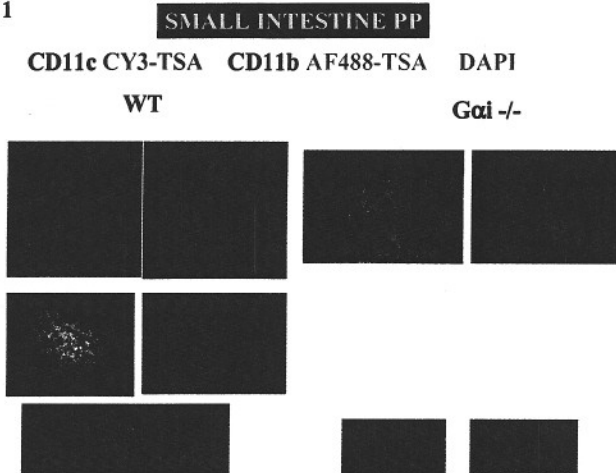 1
SMALL INTESTINE PP
CD11c CY3-TSA CD11b AF488-TSA DAPI
WT Gαi -/-